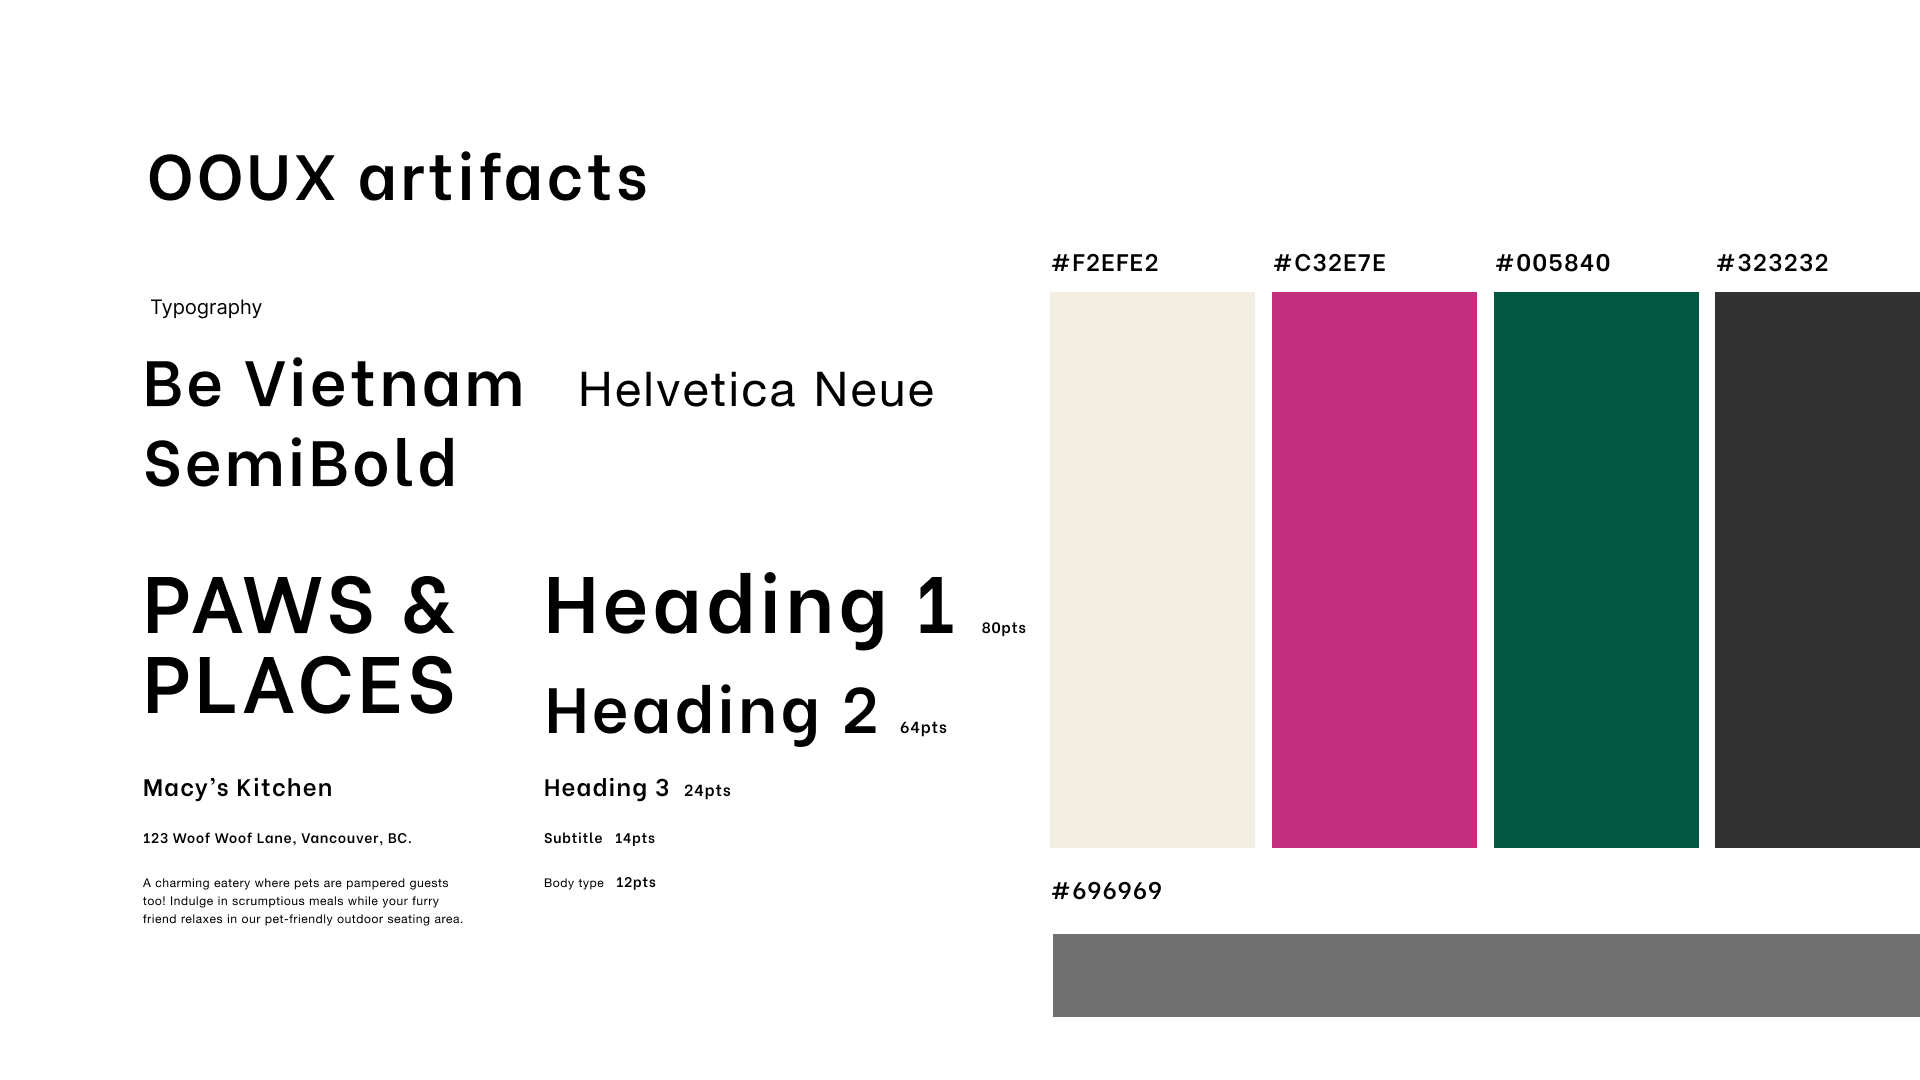 OOUX artifacts
Typography
Be Vietnam
SemiBold
Helvetica Neue
PAWS &
PLACES
Heading 1 80pts
Heading 2 64pts
Macy’s Kitchen
Heading 3 24pts
123 Woof Woof Lane, Vancouver, BC.
Subtitle 14pts
A charming eatery where pets are pampered guests
too! Indulge in scrumptious meals while your furry
friend relaxes in our pet-friendly outdoor seating area.
Body type 12pts
#F2EFE2
#C32E7E
#005840
#323232
#696969